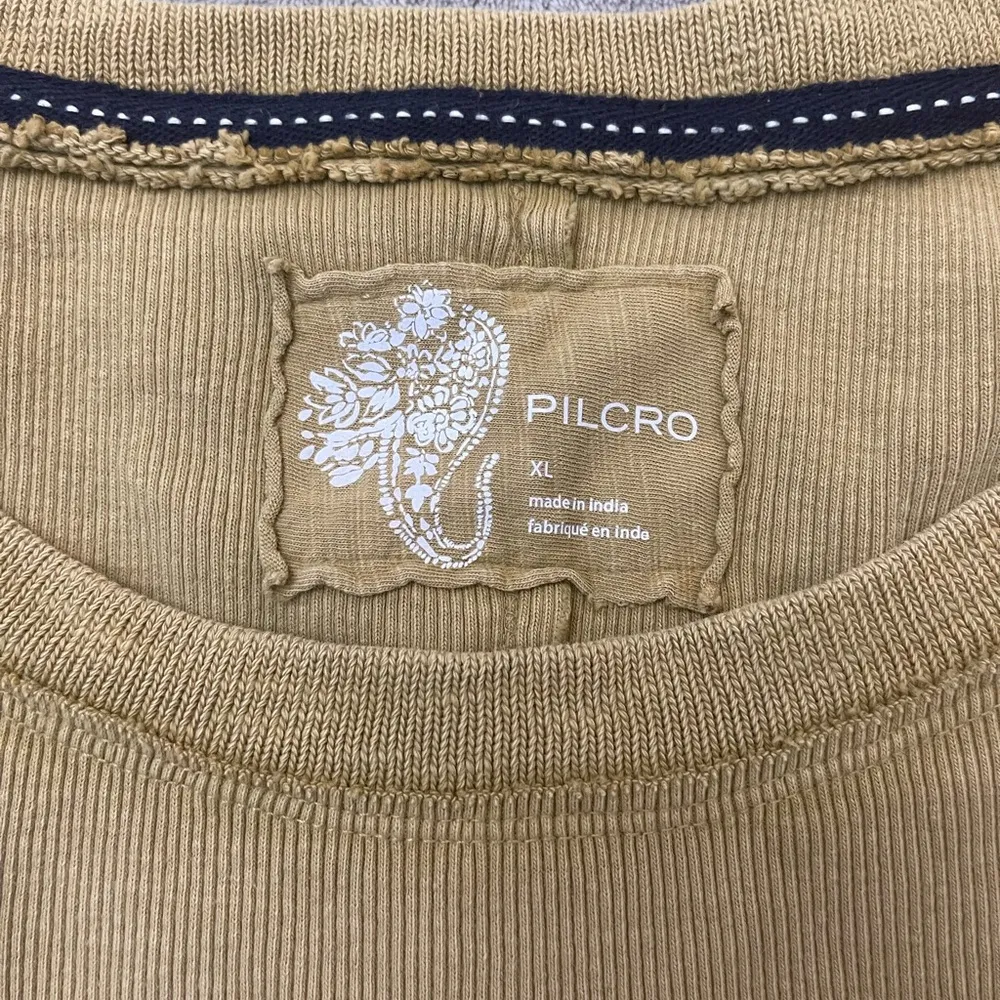 PILCRO
XL
made in India
fabriqué en Inde